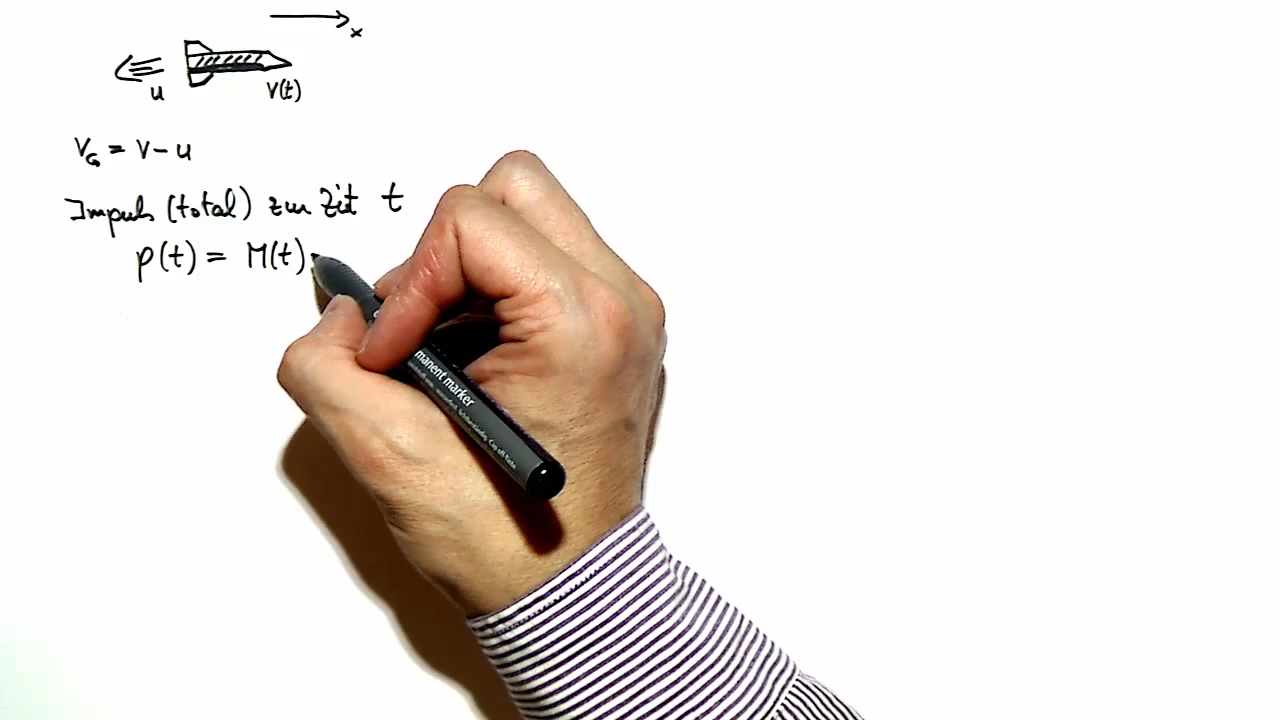 x
u v(t)
v_G = v - u
Impuls (total) zur Zeit t
p(t) = M(t)
manent marker